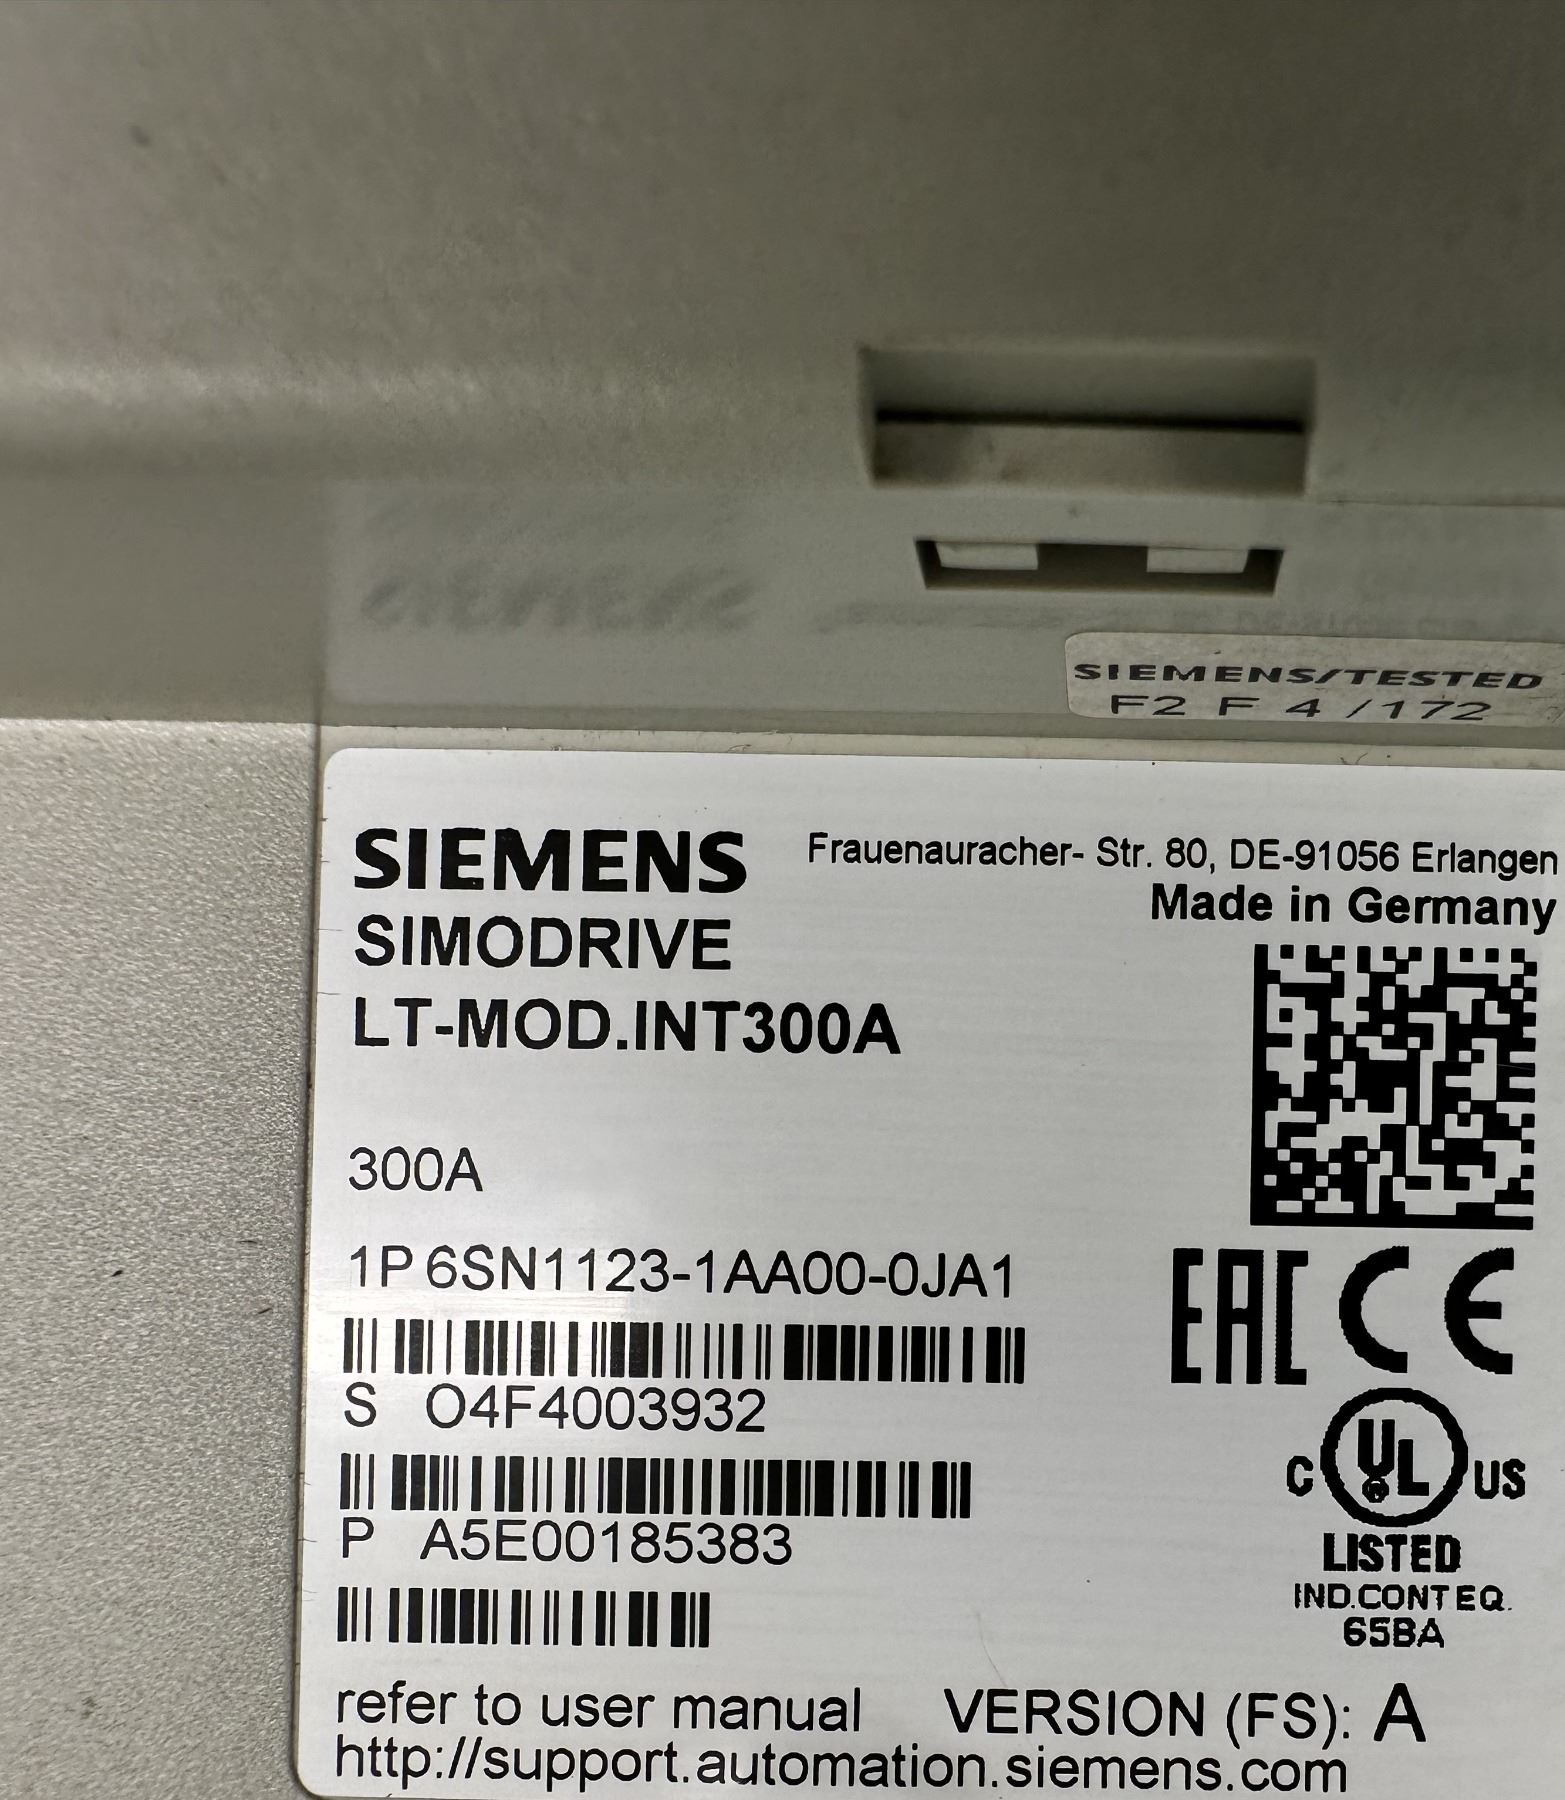 SIEMENS/TESTED
F2 F 4 /172
SIEMENS
Frauenauracher- Str. 80, DE-91056 Erlangen
Made in Germany
SIMODRIVE
LT-MOD.INT300A
300A
1P 6SN1123-1AA00-0JA1
EAC CE
S O4F4003932
C UL US
LISTED
P A5E00185383
IND.CONT EQ.
65BA
refer to user manual VERSION (FS): A
http://support.automation.siemens.com